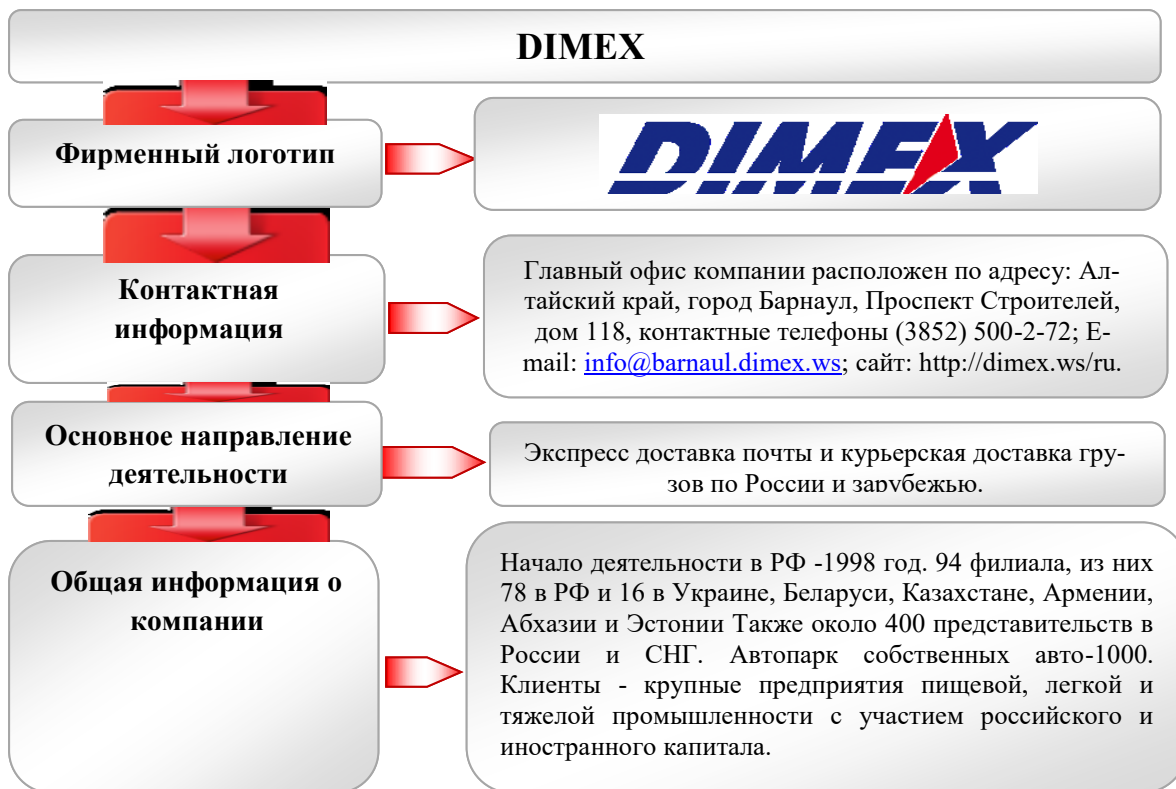 DIMEX
Фирменный логотип
DIMEX
Контактная
информация
Главный офис компании расположен по адресу: Ал-
тайский край, город Барнаул, Проспект Строителей,
дом 118, контактные телефоны (3852) 500-2-72; E-
mail: info@barnaul.dimex.ws; сайт: http://dimex.ws/ru.
Основное направление
деятельности
Экспресс доставка почты и курьерская доставка гру-
зов по России и зарубежью.
Общая информация о
компании
Начало деятельности в РФ -1998 год. 94 филиала, из них
78 в РФ и 16 в Украине, Беларуси, Казахстане, Армении,
Абхазии и Эстонии Также около 400 представительств в
России и СНГ. Автопарк собственных авто-1000.
Клиенты - крупные предприятия пищевой, легкой и
тяжелой промышленности с участием российского и
иностранного капитала.